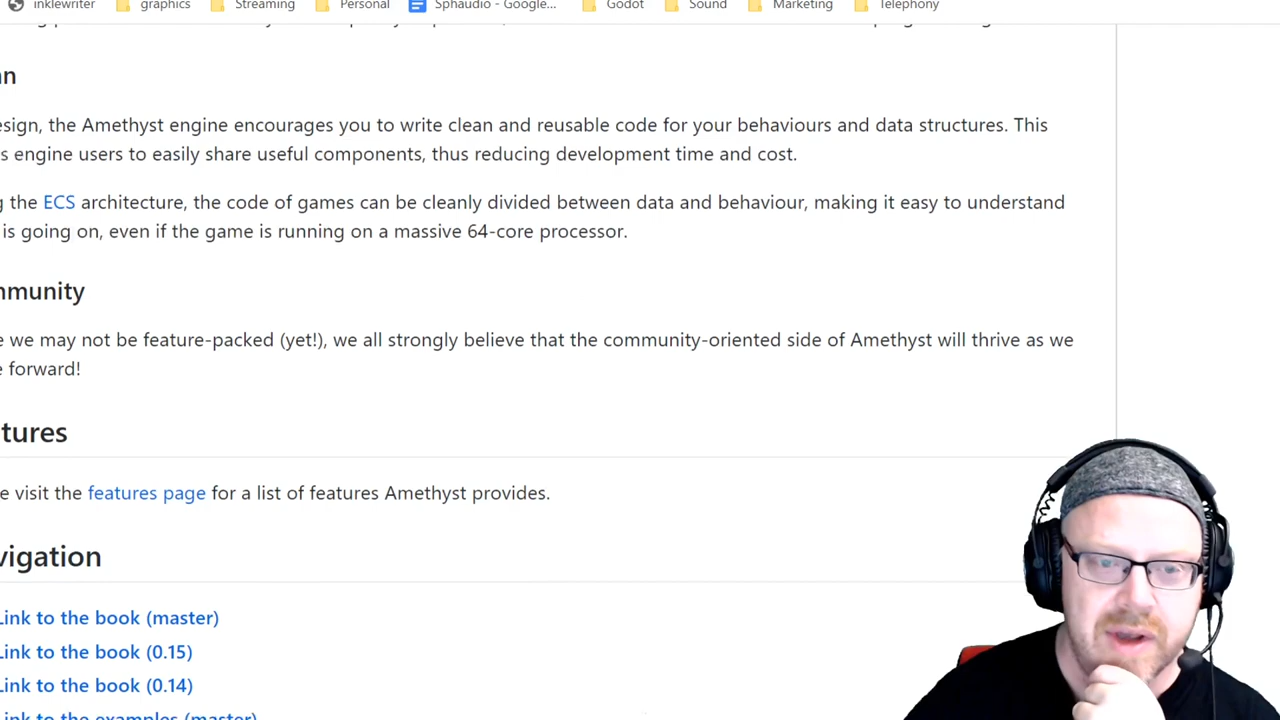 inklewriter graphics Streaming Personal Sphaudio - Google... Godot Sound Marketing Telephony
an
esign, the Amethyst engine encourages you to write clean and reusable code for your behaviours and data structures. This
s engine users to easily share useful components, thus reducing development time and cost.
g the ECS architecture, the code of games can be cleanly divided between data and behaviour, making it easy to understand
is going on, even if the game is running on a massive 64-core processor.
mmunity
e we may not be feature-packed (yet!), we all strongly believe that the community-oriented side of Amethyst will thrive as we
e forward!
tures
e visit the features page for a list of features Amethyst provides.
vigation
Link to the book (master)
Link to the book (0.15)
Link to the book (0.14)
Link to the examples (master)